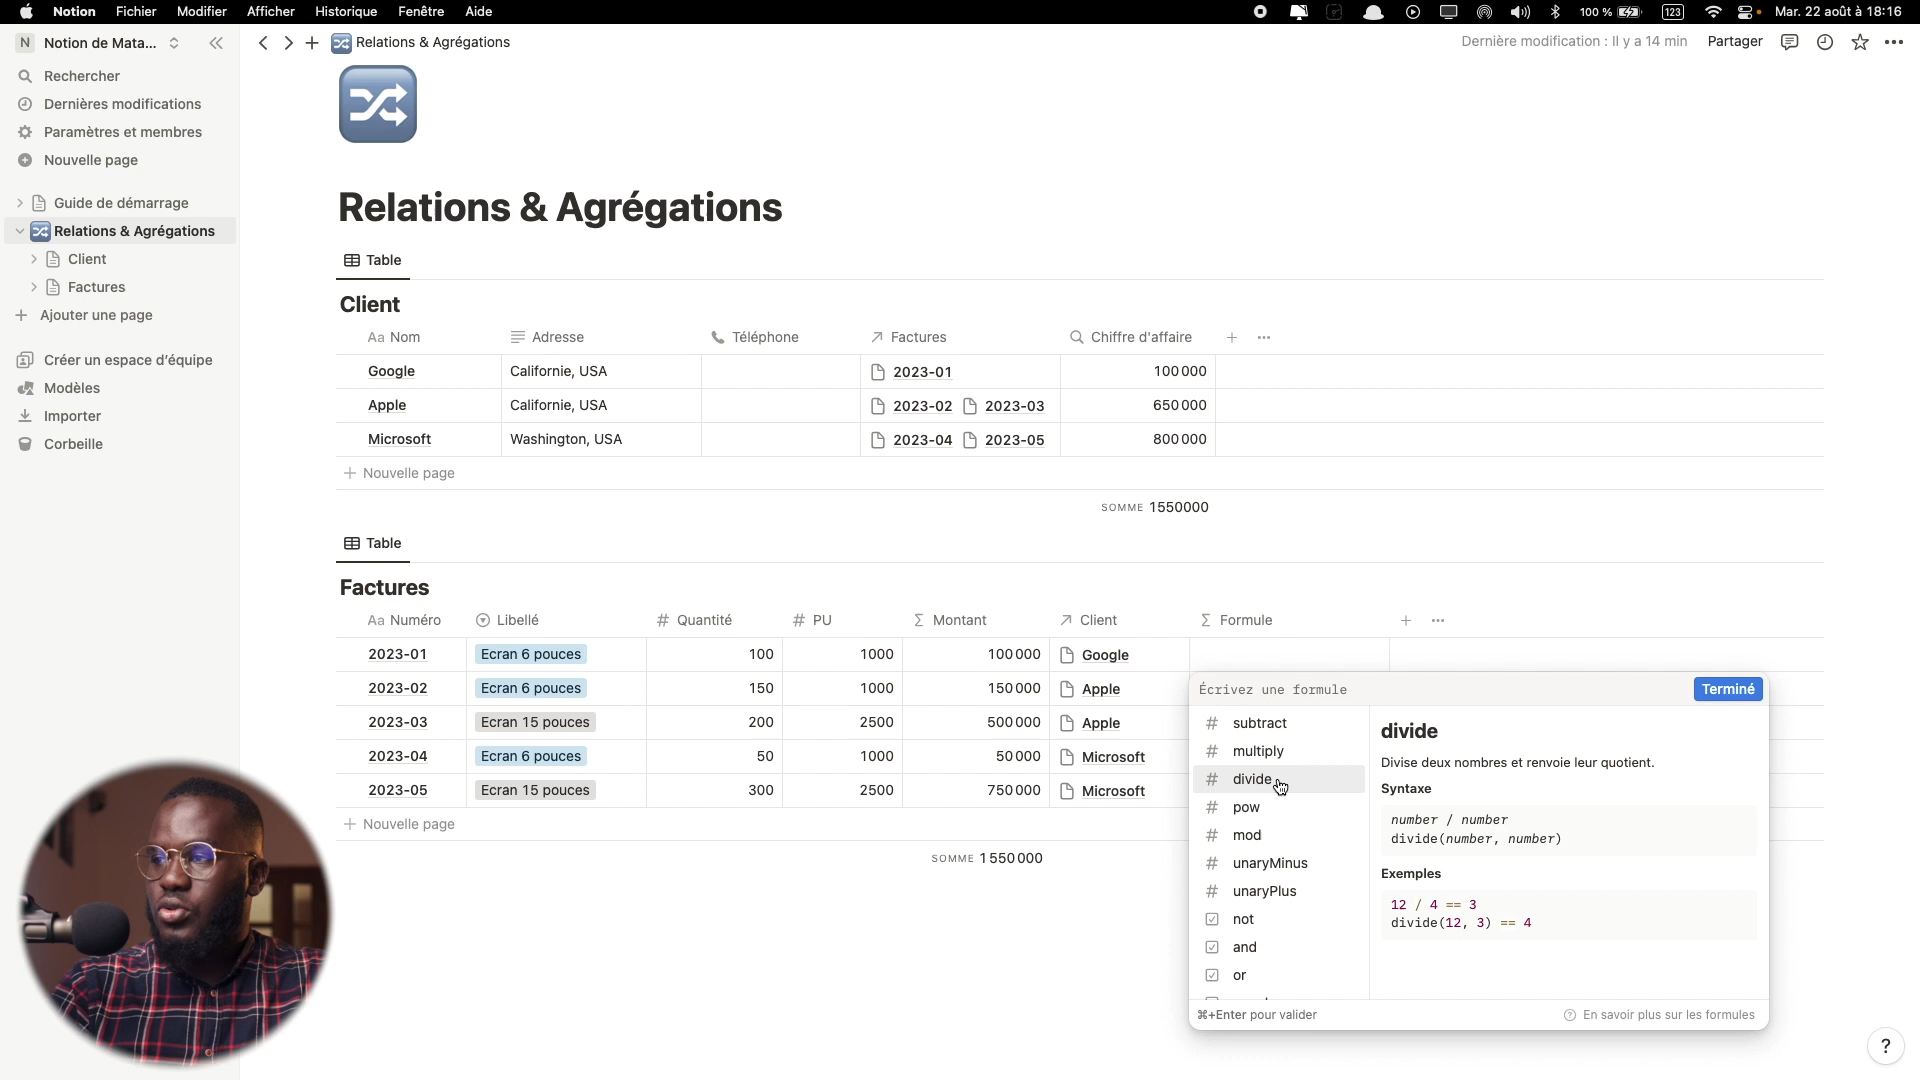 Notion Fichier Modifier Afficher Historique Fenêtre Aide 100 % 123 Mar. 22 août à 18:16
N Notion de Mata...
Relations & Agrégations
Dernière modification : Il y a 14 min Partager
Rechercher
Dernières modifications
Paramètres et membres
Nouvelle page
Guide de démarrage
Relations & Agrégations
Client
Factures
Ajouter une page
Créer un espace d'équipe
Modèles
Importer
Corbeille
Relations & Agrégations
Table
Client
Aa Nom Adresse Téléphone Factures Chiffre d'affaire
Google Californie, USA 2023-01 100 000
Apple Californie, USA 2023-02 2023-03 650 000
Microsoft Washington, USA 2023-04 2023-05 800 000
Nouvelle page
SOMME 1550000
Table
Factures
Aa Numéro Libellé # Quantité # PU Σ Montant Client Σ Formule
2023-01 Ecran 6 pouces 100 1000 100 000 Google
2023-02 Ecran 6 pouces 150 1000 150 000 Apple
2023-03 Ecran 15 pouces 200 2500 500 000 Apple
2023-04 Ecran 6 pouces 50 1000 50 000 Microsoft
2023-05 Ecran 15 pouces 300 2500 750 000 Microsoft
Nouvelle page
SOMME 1 550 000
Écrivez une formule Terminé
# subtract
# multiply
# divide
# pow
# mod
# unaryMinus
# unaryPlus
not
and
or
divide
Divise deux nombres et renvoie leur quotient.
Syntaxe
number / number
divide(number, number)
Exemples
12 / 4 == 3
divide(12, 3) == 4
⌘+Enter pour valider
? En savoir plus sur les formules
?